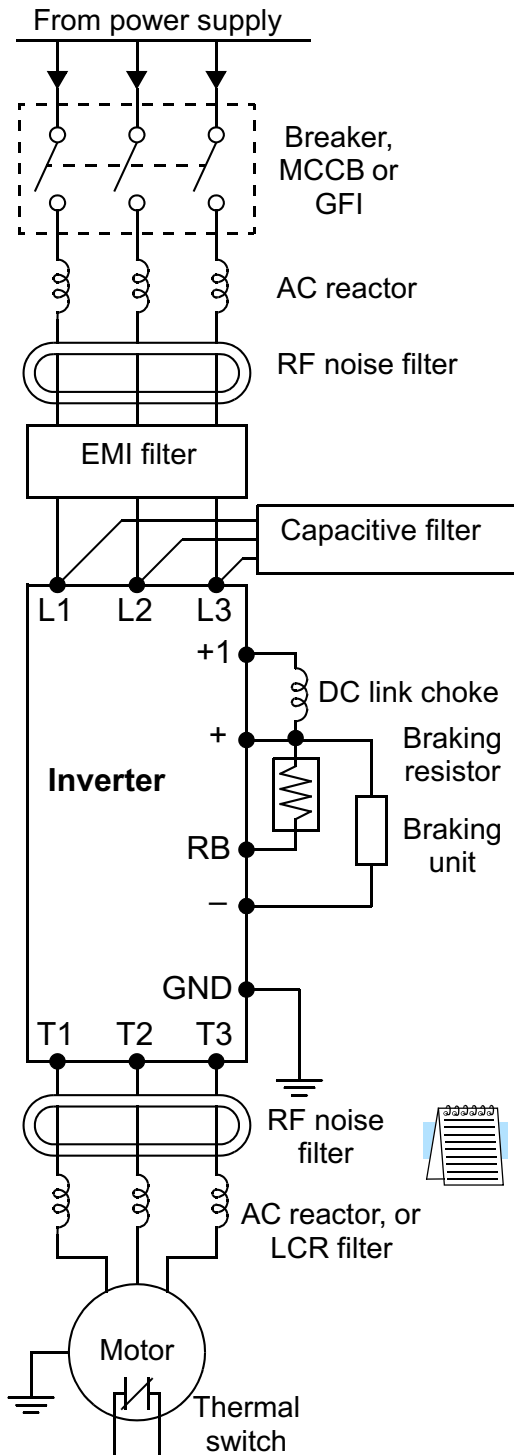 From power supply
Breaker,
MCCB or
GFI
AC reactor
RF noise filter
EMI filter
Capacitive filter
L1 L2 L3
+1
DC link choke
+
Braking
resistor
Inverter
Braking
unit
RB
–
GND
T1 T2 T3
RF noise
filter
AC reactor, or
LCR filter
Motor
Thermal
switch